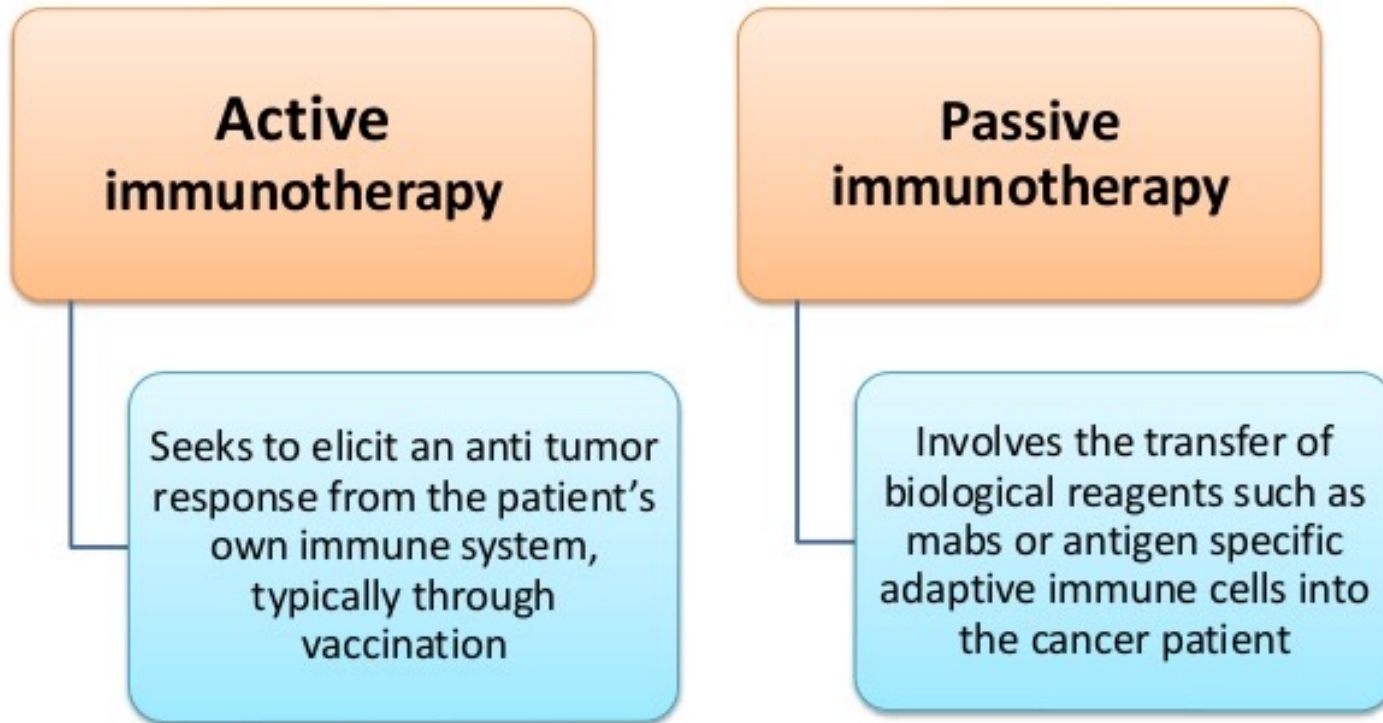 Active
immunotherapy
Seeks to elicit an anti tumor
response from the patient’s
own immune system,
typically through
vaccination
Passive
immunotherapy
Involves the transfer of
biological reagents such as
mabs or antigen specific
adaptive immune cells into
the cancer patient